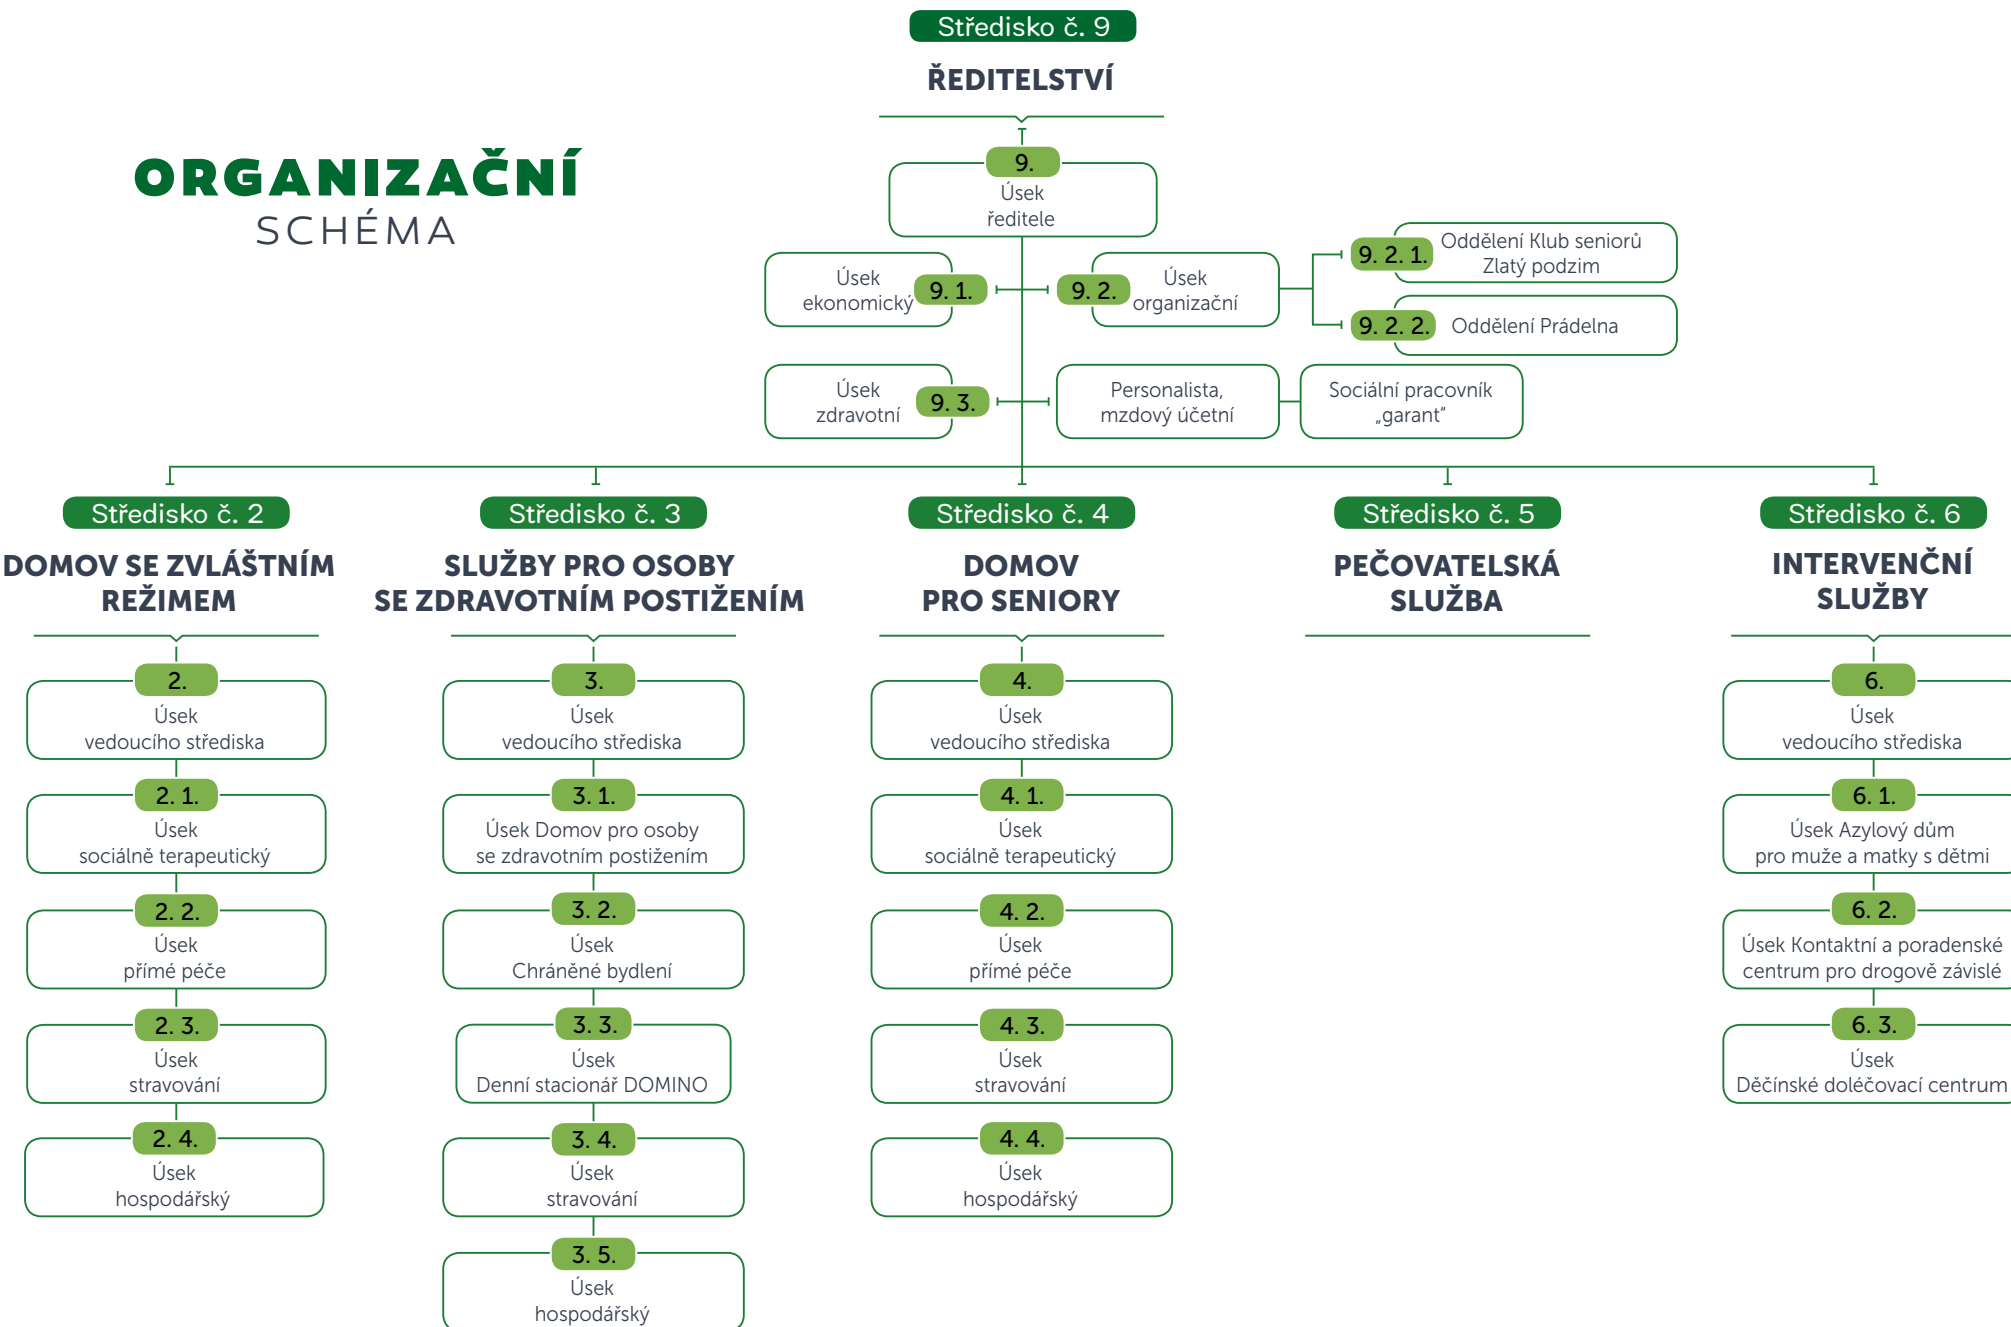 Středisko č. 9
ŘEDITELSTVÍ
ORGANIZAČNÍ
SCHÉMA
9.
Úsek
ředitele
Úsek
ekonomický
9. 1.
9. 2.
Úsek
organizační
9. 2. 1.
Oddělení Klub seniorů
Zlatý podzim
9. 2. 2.
Oddělení Prádelna
Úsek
zdravotní
9. 3.
Personalista,
mzdový účetní
Sociální pracovník
„garant“
Středisko č. 2
DOMOV SE ZVLÁŠTNÍM
REŽIMEM
2.
Úsek
vedoucího střediska
2. 1.
Úsek
sociálně terapeutický
2. 2.
Úsek
přímé péče
2. 3.
Úsek
stravování
2. 4.
Úsek
hospodářský
Středisko č. 3
SLUŽBY PRO OSOBY
SE ZDRAVOTNÍM POSTIŽENÍM
3.
Úsek
vedoucího střediska
3. 1.
Úsek Domov pro osoby
se zdravotním postižením
3. 2.
Úsek
Chráněné bydlení
3. 3.
Úsek
Denní stacionář DOMINO
3. 4.
Úsek
stravování
3. 5.
Úsek
hospodářský
Středisko č. 4
DOMOV
PRO SENIORY
4.
Úsek
vedoucího střediska
4. 1.
Úsek
sociálně terapeutický
4. 2.
Úsek
přímé péče
4. 3.
Úsek
stravování
4. 4.
Úsek
hospodářský
Středisko č. 5
PEČOVATELSKÁ
SLUŽBA
Středisko č. 6
INTERVENČNÍ
SLUŽBY
6.
Úsek
vedoucího střediska
6. 1.
Úsek Azylový dům
pro muže a matky s dětmi
6. 2.
Úsek Kontaktní a poradenské
centrum pro drogově závislé
6. 3.
Úsek
Děčínské doléčovací centrum